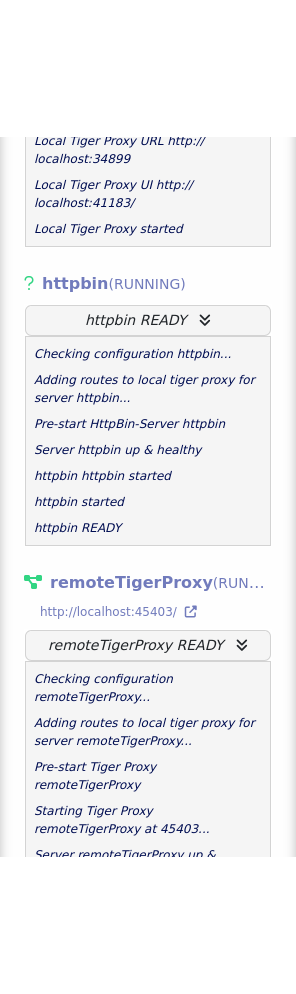 Local Tiger Proxy URL http://
localhost:34899
Local Tiger Proxy UI http://
localhost:41183/
Local Tiger Proxy started
? httpbin(RUNNING)
httpbin READY
Checking configuration httpbin...
Adding routes to local tiger proxy for
server httpbin...
Pre-start HttpBin-Server httpbin
Server httpbin up & healthy
httpbin httpbin started
httpbin started
httpbin READY
remoteTigerProxy(RUN...
http://localhost:45403/
remoteTigerProxy READY
Checking configuration
remoteTigerProxy...
Adding routes to local tiger proxy for
server remoteTigerProxy...
Pre-start Tiger Proxy
remoteTigerProxy
Starting Tiger Proxy
remoteTigerProxy at 45403...
Server remoteTigerProxy up &